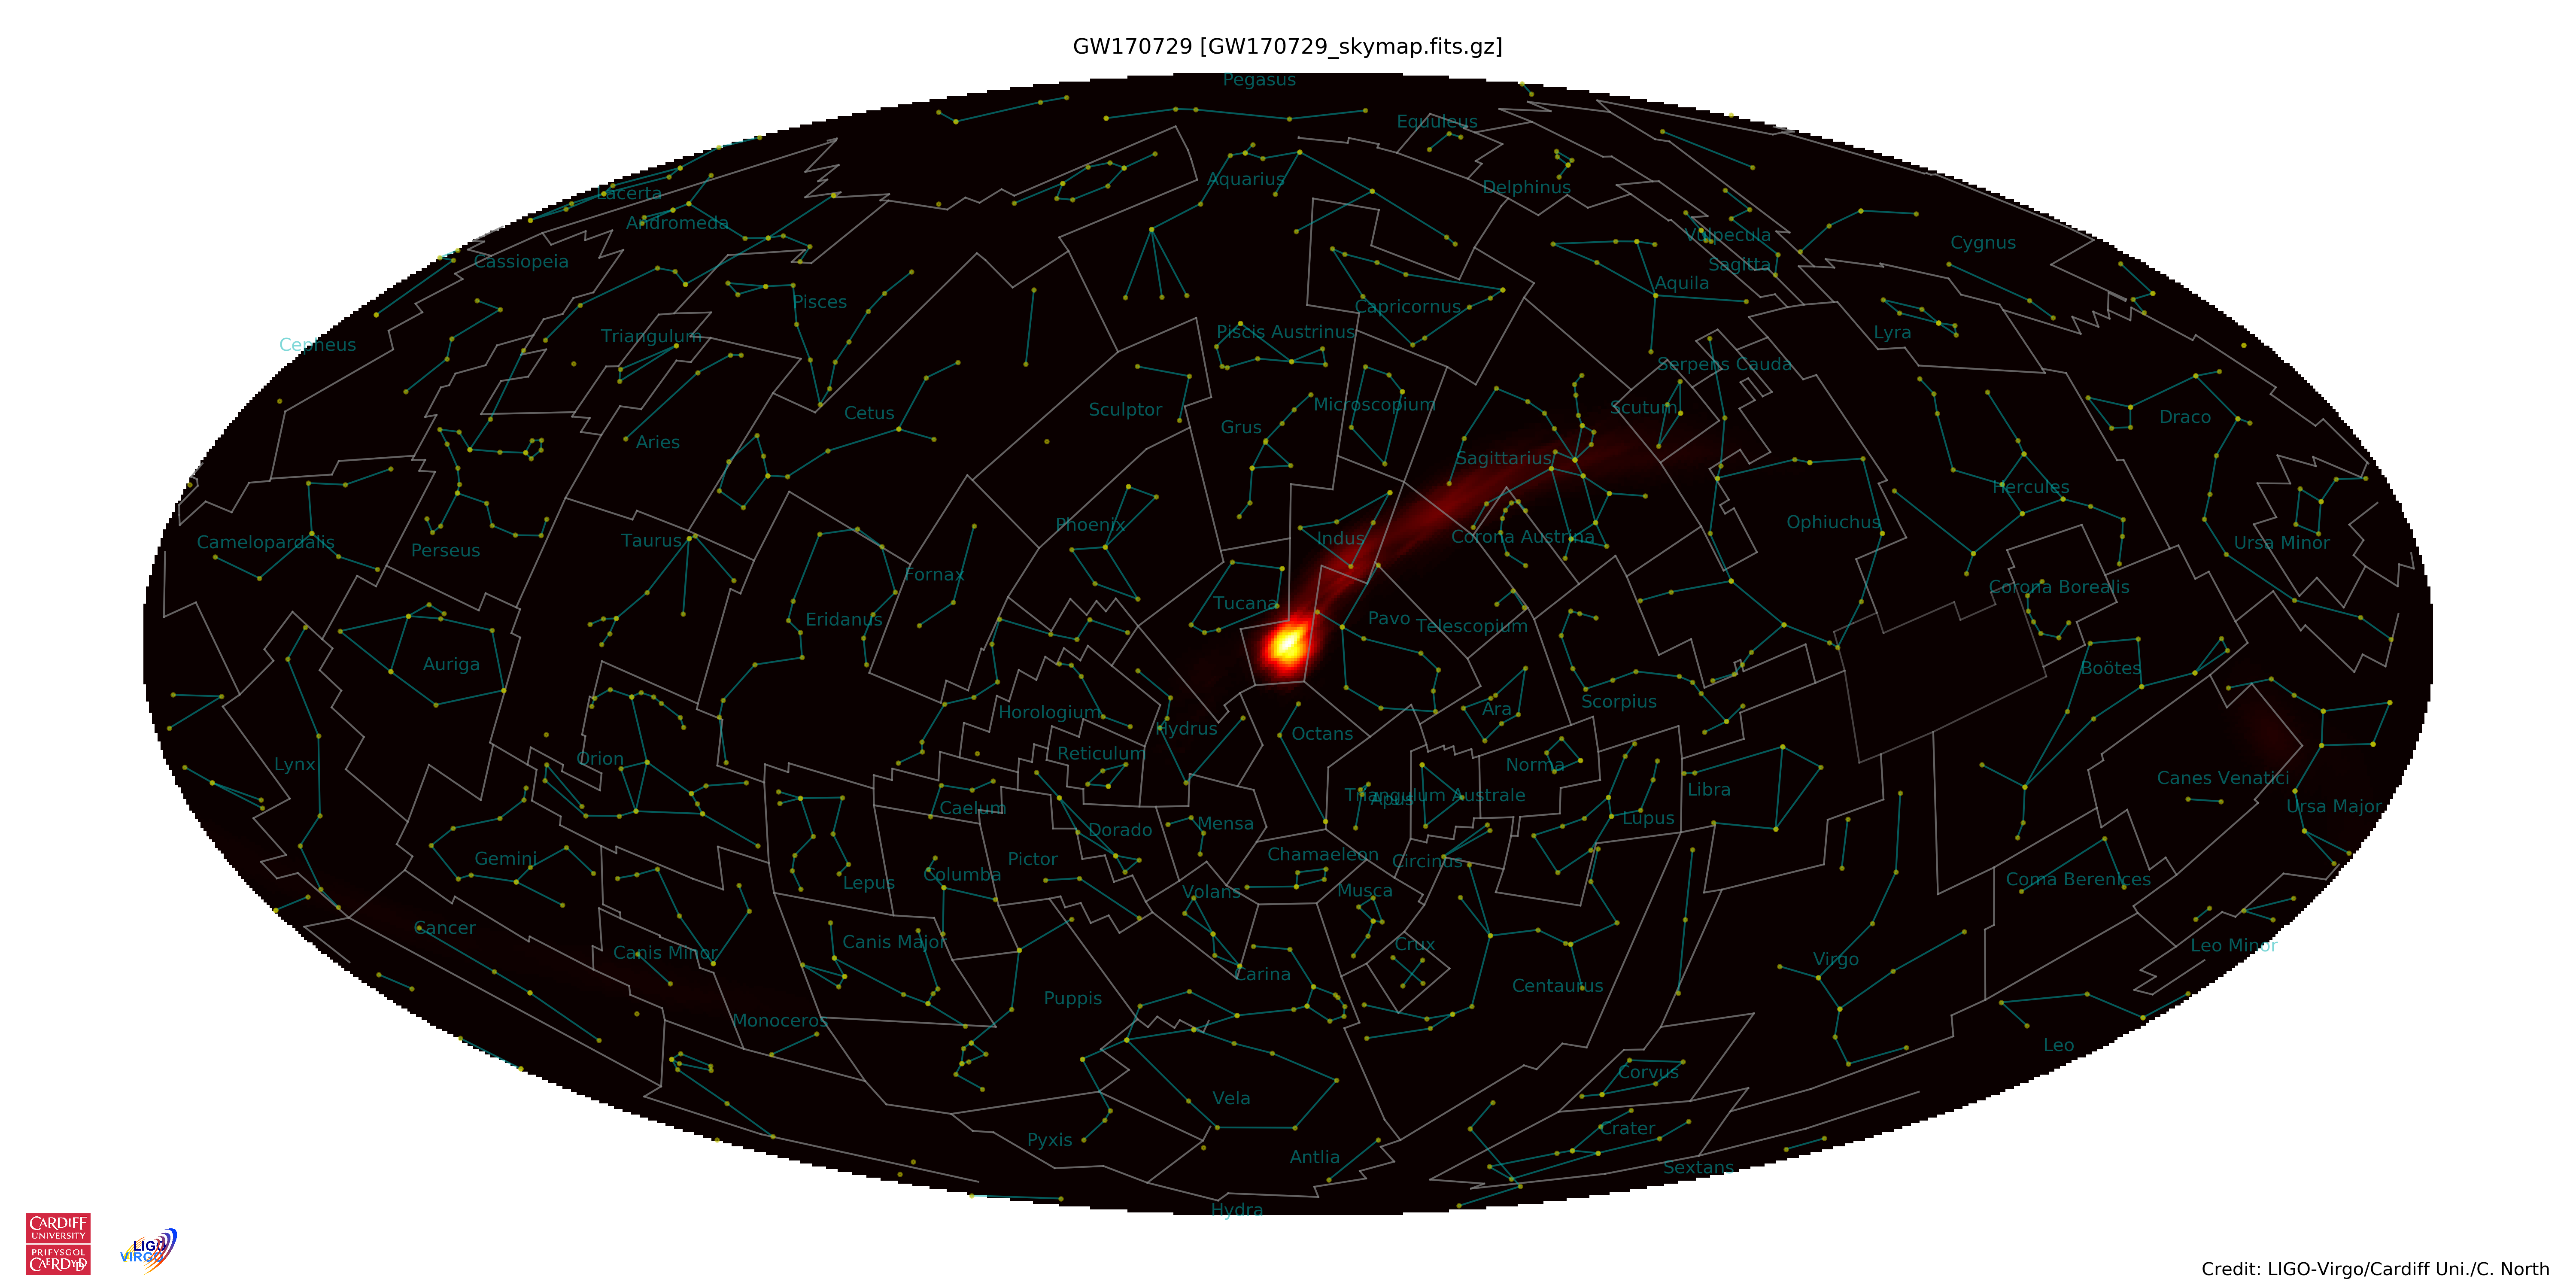 GW170729 [GW170729_skymap.fits.gz]
Pegasus
Equuleus
Aquarius
Delphinus
Lacerta
Andromeda
Vulpecula
Cygnus
Cassiopeia
Sagitta
Aquila
Pisces
Capricornus
Triangulum
Piscis Austrinus
Lyra
Cepheus
Serpens Cauda
Microscopium
Scutum
Sculptor
Cetus
Draco
Grus
Aries
Sagittarius
Hercules
Phoenix
Ophiuchus
Indus
Corona Austrina
Camelopardalis
Taurus
Ursa Minor
Perseus
Fornax
Corona Borealis
Tucana
Eridanus
Pavo
Telescopium
Auriga
Boötes
Scorpius
Ara
Horologium
Hydrus
Octans
Reticulum
Orion
Lynx
Norma
Canes Venatici
Libra
Triangulum Australe
Apus
Caelum
Ursa Major
Lupus
Mensa
Dorado
Gemini
Pictor
Chamaeleon
Circinus
Columba
Lepus
Coma Berenices
Volans
Musca
Cancer
Canis Major
Crux
Leo Minor
Canis Minor
Virgo
Carina
Centaurus
Puppis
Monoceros
Leo
Corvus
Vela
Crater
Pyxis
Antlia
Sextans
Hydra
CARDIFF
UNIVERSITY
PRIFYSGOL
CAERDYDD
LIGO
VIRGO
Credit: LIGO-Virgo/Cardiff Uni./C. North